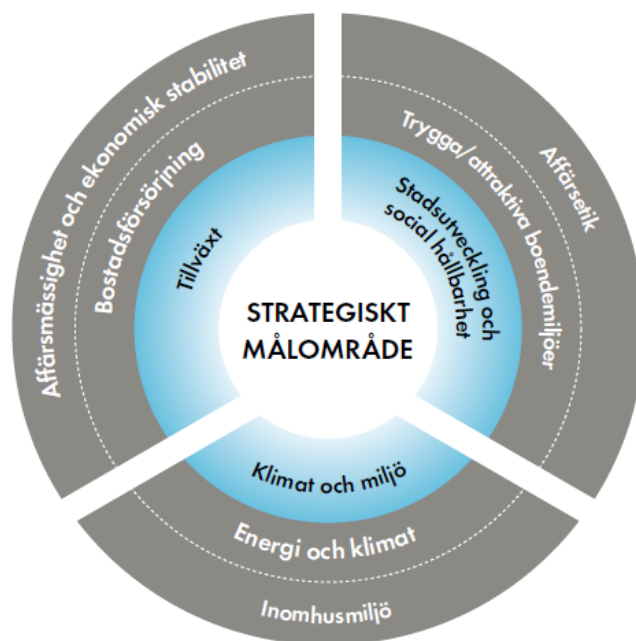 Affärsmässighet och ekonomisk stabilitet
Bostadsförsörjning
Tillväxt
Affärsetik
Trygga/attraktiva boendemiljöer
Stadsutveckling och
social hållbarhet
STRATEGISKT
MÅLOMRÅDE
Klimat och miljö
Energi och klimat
Inomhusmiljö